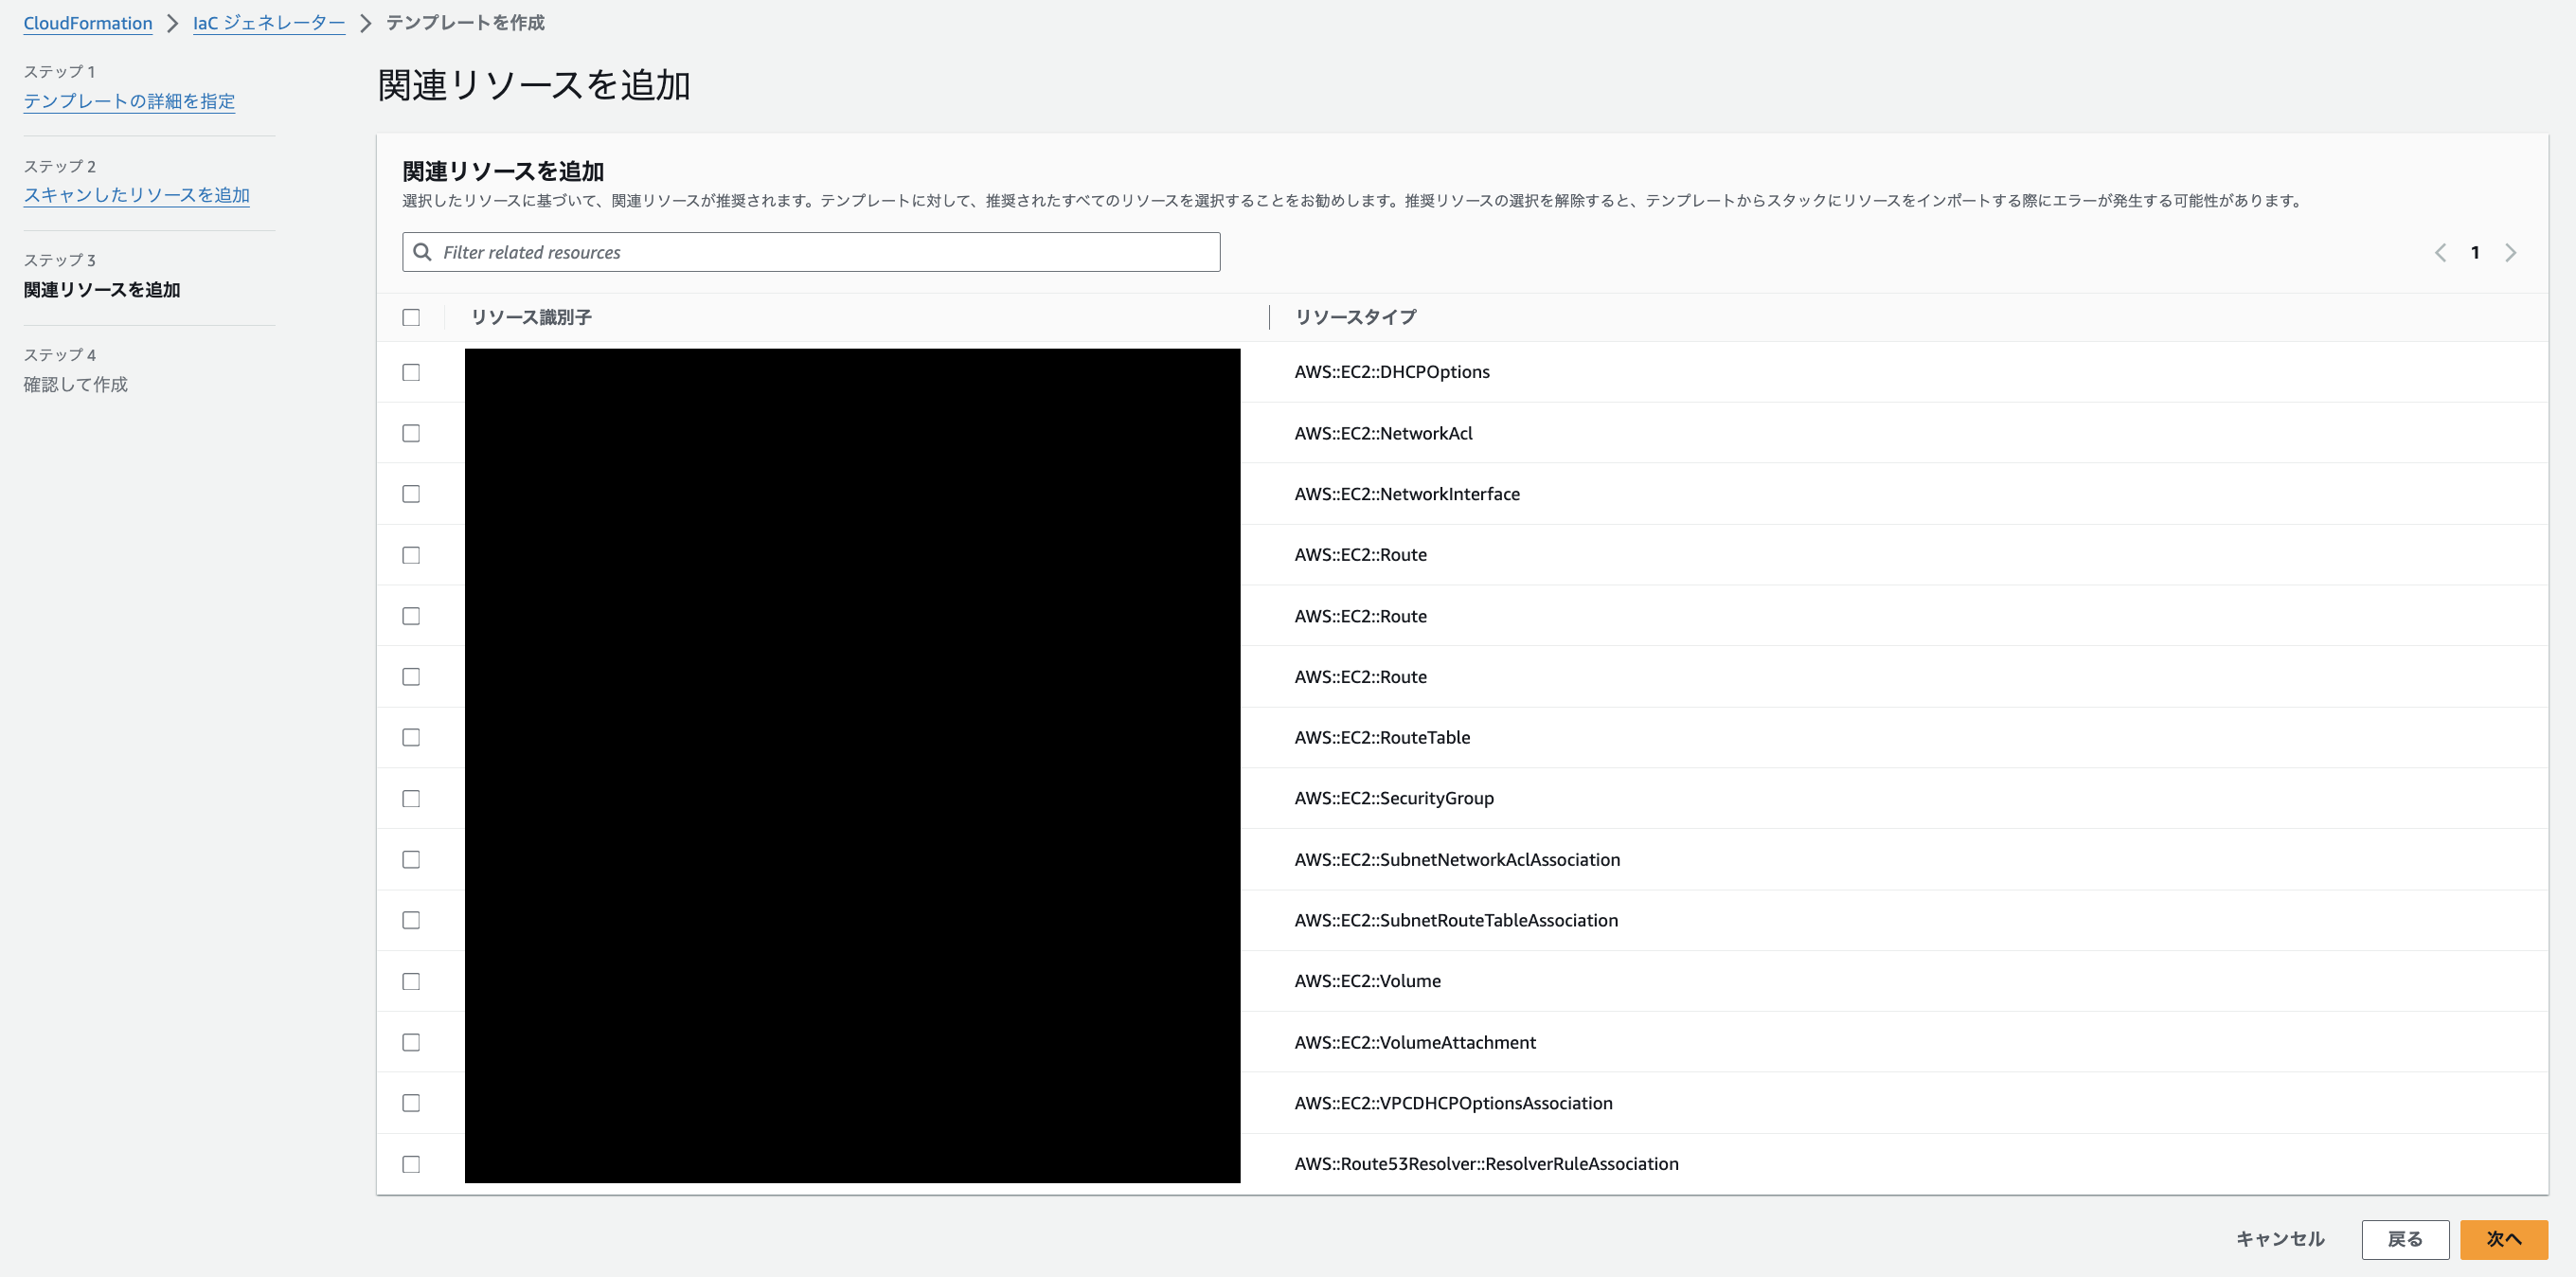 CloudFormation > IaC ジェネレーター > テンプレートを作成
ステップ 1
テンプレートの詳細を指定
ステップ 2
スキャンしたリソースを追加
ステップ 3
関連リソースを追加
ステップ 4
確認して作成
関連リソースを追加
関連リソースを追加
選択したリソースに基づいて、関連リソースが推奨されます。テンプレートに対して、推奨されたすべてのリソースを選択することをお勧めします。推奨リソースの選択を解除すると、テンプレートからスタックにリソースをインポートする際にエラーが発生する可能性があります。
Filter related resources
1
リソース識別子 リソースタイプ
AWS::EC2::DHCPOptions
AWS::EC2::NetworkAcl
AWS::EC2::NetworkInterface
AWS::EC2::Route
AWS::EC2::Route
AWS::EC2::Route
AWS::EC2::RouteTable
AWS::EC2::SecurityGroup
AWS::EC2::SubnetNetworkAclAssociation
AWS::EC2::SubnetRouteTableAssociation
AWS::EC2::Volume
AWS::EC2::VolumeAttachment
AWS::EC2::VPCDHCPOptionsAssociation
AWS::Route53Resolver::ResolverRuleAssociation
キャンセル 戻る 次へ